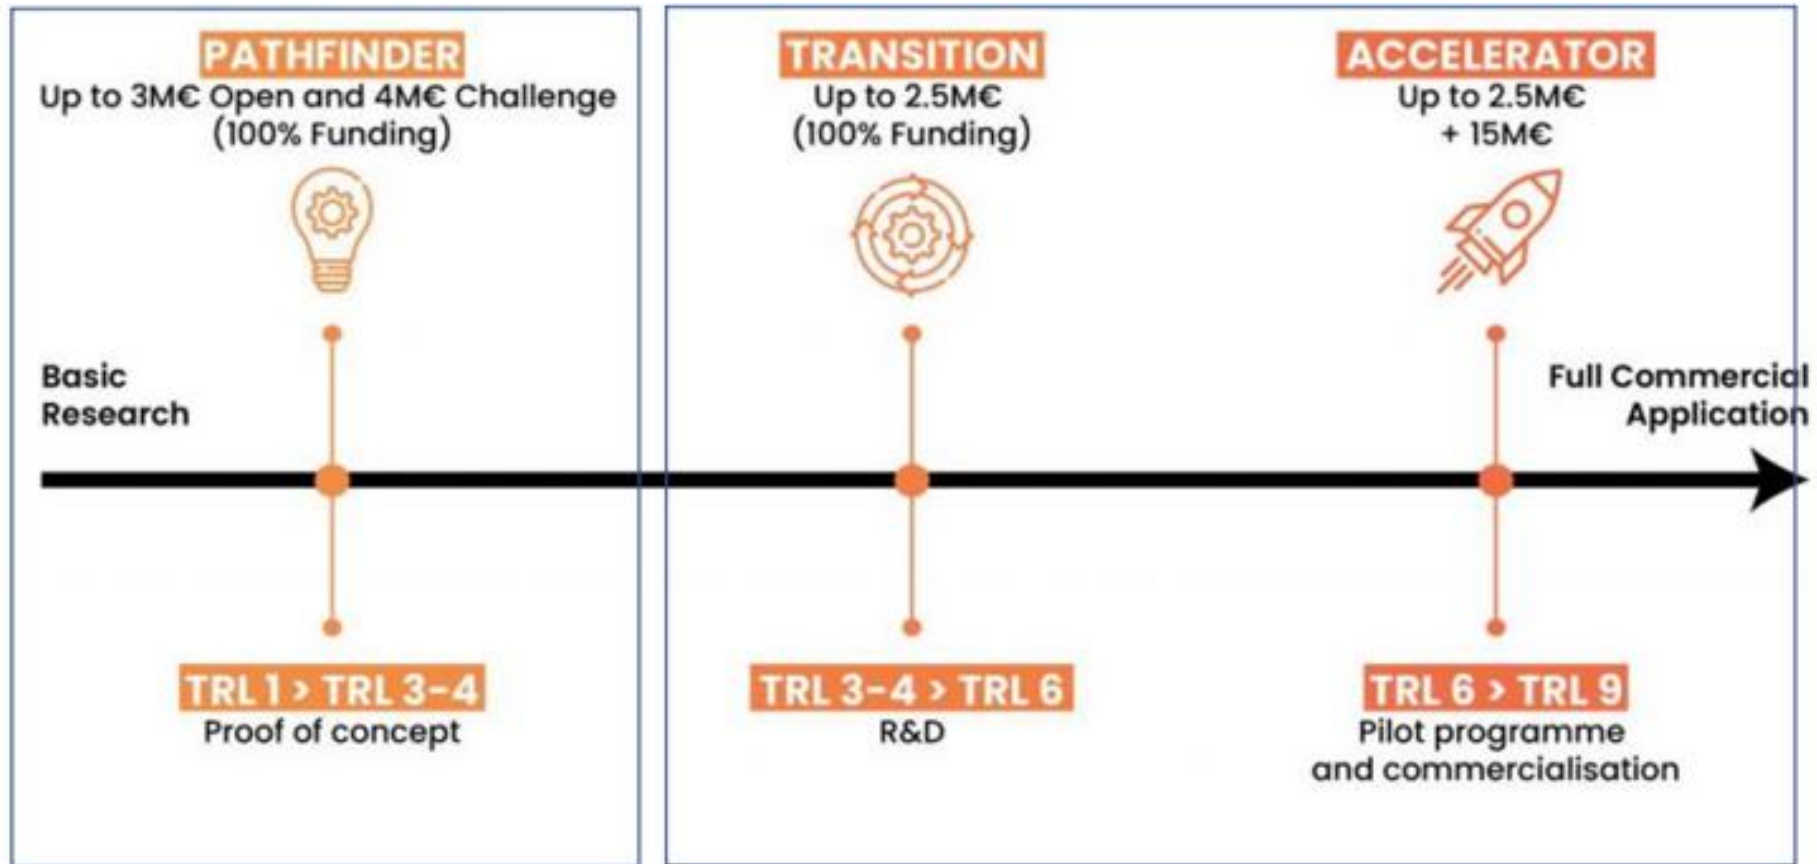 PATHFINDER
Up to 3M€ Open and 4M€ Challenge
(100% Funding)
TRANSITION
Up to 2.5M€
(100% Funding)
ACCELERATOR
Up to 2.5M€
+ 15M€
Basic
Research
Full Commercial
Application
TRL 1 > TRL 3-4
Proof of concept
TRL 3-4 > TRL 6
R&D
TRL 6 > TRL 9
Pilot programme
and commercialisation